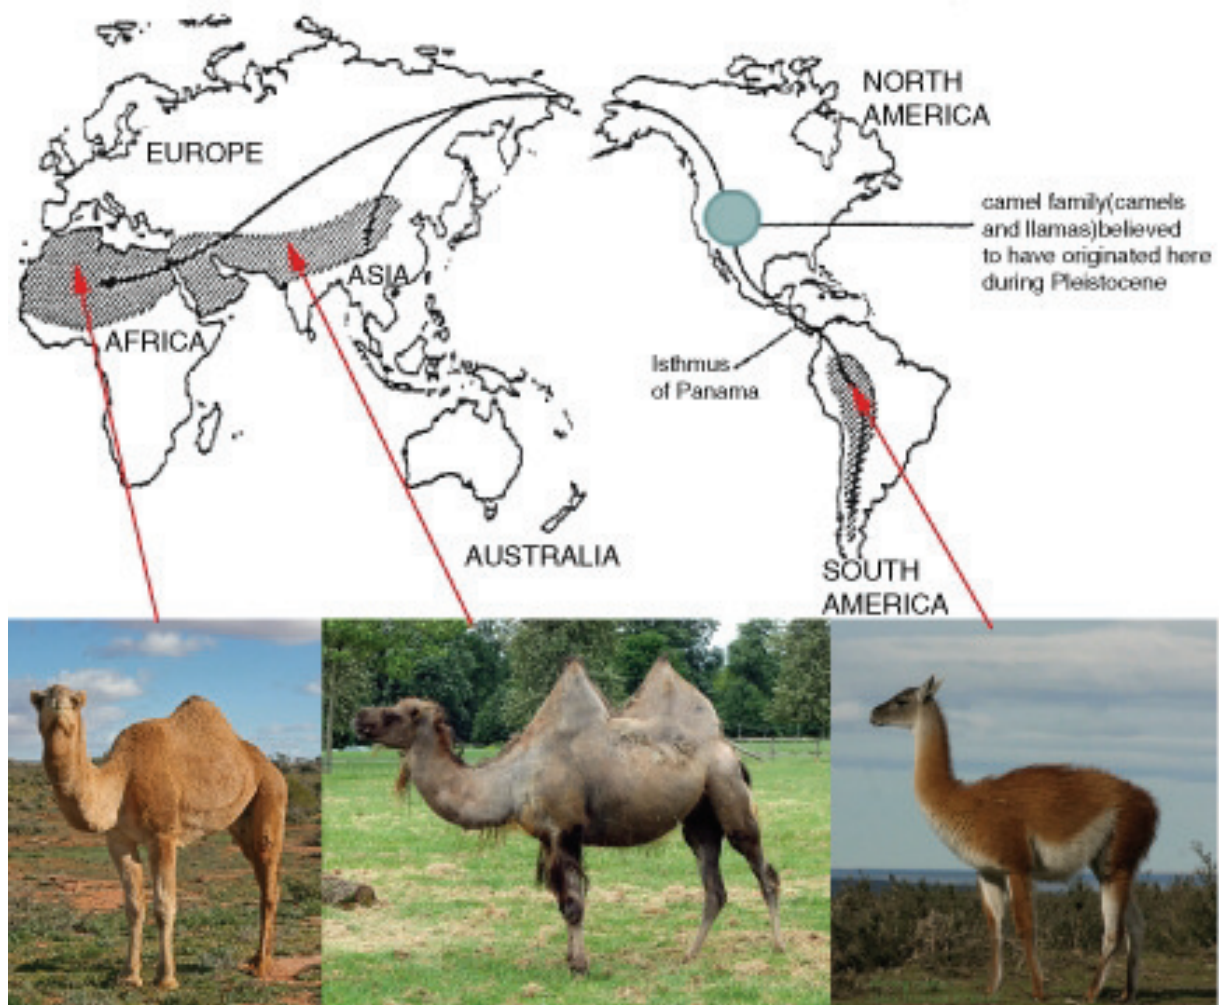 NORTH
AMERICA
EUROPE
camel family(camels
and llamas)believed
to have originated here
during Pleistocene
ASIA
AFRICA
Isthmus
of Panama
AUSTRALIA
SOUTH
AMERICA